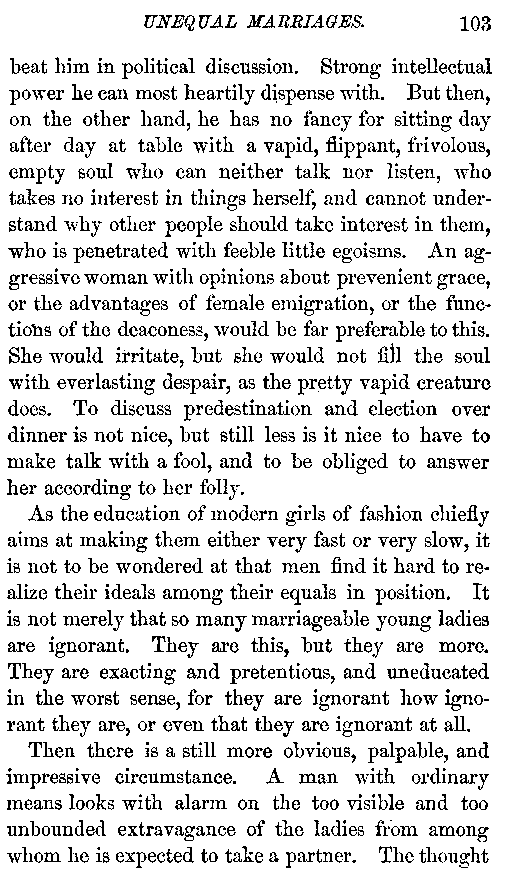 UNEQUAL MARRIAGES. 103
beat him in political discussion. Strong intellectual
power he can most heartily dispense with. But then,
on the other hand, he has no fancy for sitting day
after day at table with a vapid, flippant, frivolous,
empty soul who can neither talk nor listen, who
takes no interest in things herself, and cannot under-
stand why other people should take interest in them,
who is penetrated with feeble little egoisms. An ag-
gressive woman with opinions about prevenient grace,
or the advantages of female emigration, or the func-
tions of the deaconess, would be far preferable to this.
She would irritate, but she would not fill the soul
with everlasting despair, as the pretty vapid creature
does. To discuss predestination and election over
dinner is not nice, but still less is it nice to have to
make talk with a fool, and to be obliged to answer
her according to her folly.
As the education of modern girls of fashion chiefly
aims at making them either very fast or very slow, it
is not to be wondered at that men find it hard to re-
alize their ideals among their equals in position. It
is not merely that so many marriageable young ladies
are ignorant. They are this, but they are more.
They are exacting and pretentious, and uneducated
in the worst sense, for they are ignorant how igno-
rant they are, or even that they are ignorant at all.
Then there is a still more obvious, palpable, and
impressive circumstance. A man with ordinary
means looks with alarm on the too visible and too
unbounded extravagance of the ladies from among
whom he is expected to take a partner. The thought